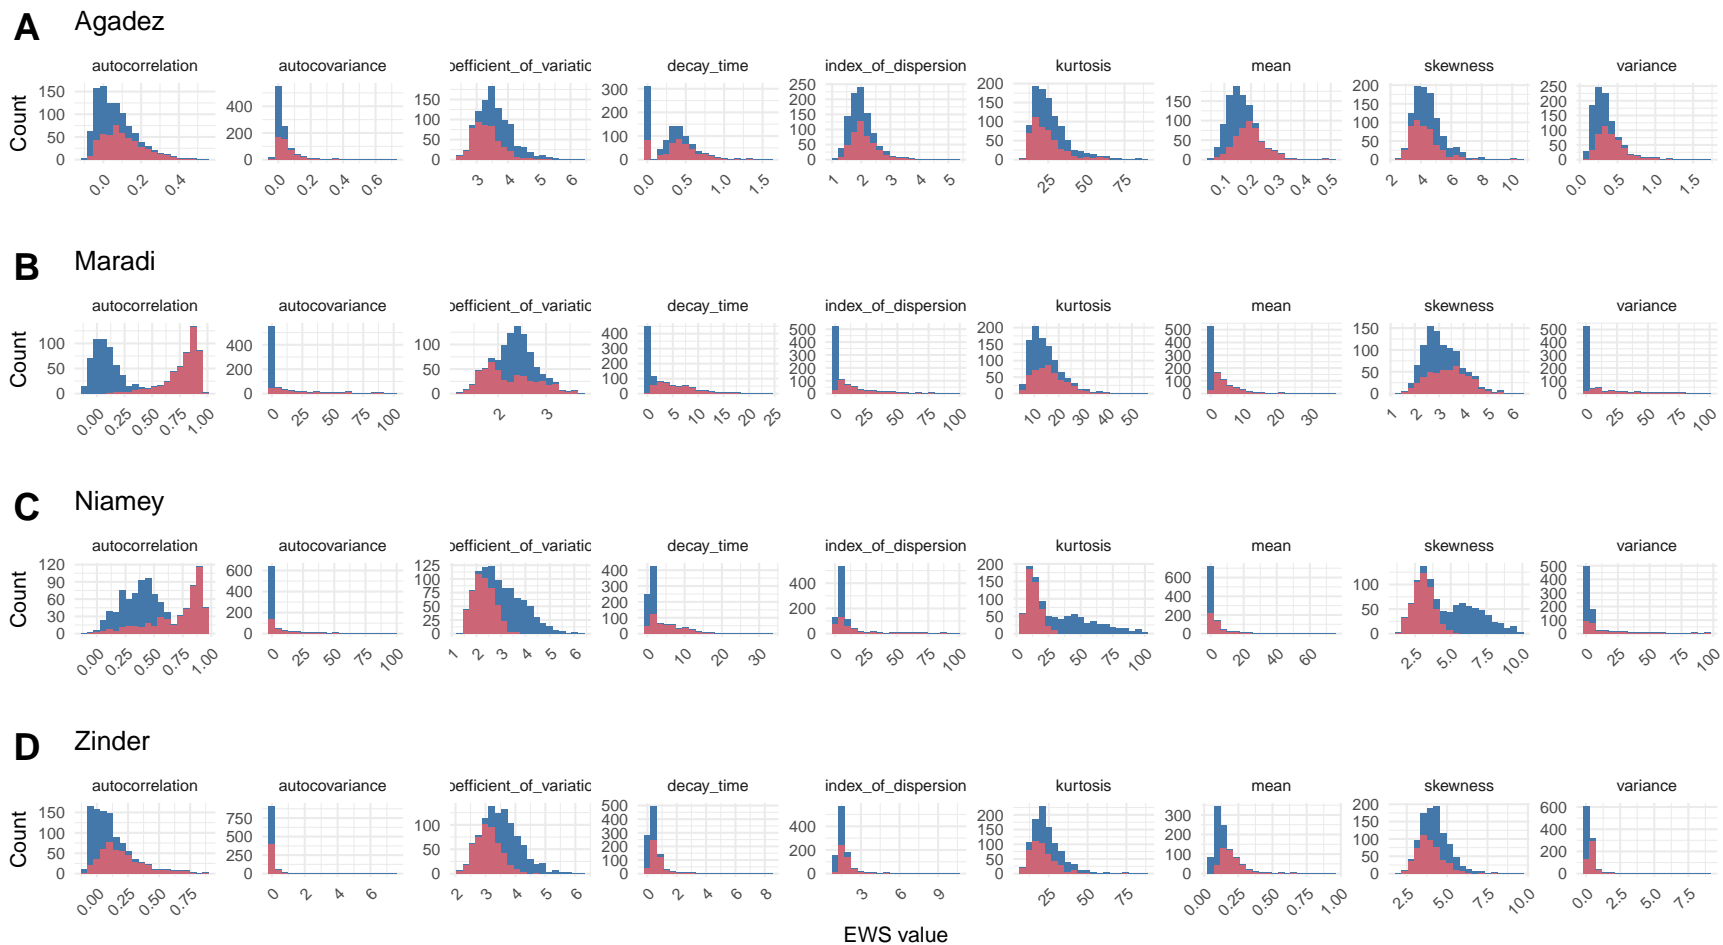 A Agadez
autocorrelation autocovariance oefficient_of_variatio decay_time index_of_dispersion kurtosis mean skewness variance
Count
150 100 50 0
400 200 0
150 100 50 0
300 200 100 0
250 200 150 100 50 0
200 150 100 50 0
150 100 50 0
200 150 100 50 0
250 200 150 100 50 0
0.0 0.2 0.4
0.0 0.2 0.4 0.6
3 4 5 6
0.0 0.5 1.0 1.5
1 2 3 4 5
25 50 75
0.1 0.2 0.3 0.4 0.5
2 4 6 8 10
0.0 0.5 1.0 1.5
B Maradi
autocorrelation autocovariance oefficient_of_variatio decay_time index_of_dispersion kurtosis mean skewness variance
Count
100 50 0
400 200 0
100 50 0
400 300 200 100 0
500 400 300 200 100 0
200 150 100 50 0
500 400 300 200 100 0
150 100 50 0
500 400 300 200 100 0
0.00 0.25 0.50 0.75 1.00
0 25 50 75 100
2 3
0 5 10 15 20 25
0 25 50 75 100
10 20 30 40 50
0 10 20 30
1 2 3 4 5 6
0 25 50 75 100
C Niamey
autocorrelation autocovariance oefficient_of_variatio decay_time index_of_dispersion kurtosis mean skewness variance
Count
120 90 60 30 0
600 400 200 0
125 100 75 50 25 0
400 300 200 100 0
400 200 0
200 150 100 50 0
600 400 200 0
100 50 0
500 400 300 200 100 0
0.00 0.25 0.50 0.75 1.00
0 25 50 75 100
1 2 3 4 5 6
0 10 20 30
0 25 50 75 100
0 25 50 75 100
0 20 40 60
2.5 5.0 7.5 10.0
0 25 50 75 100
D Zinder
autocorrelation autocovariance oefficient_of_variatio decay_time index_of_dispersion kurtosis mean skewness variance
Count
150 100 50 0
750 500 250 0
100 50 0
500 400 300 200 100 0
400 200 0
200 150 100 50 0
300 200 100 0
200 150 100 50 0
600 400 200 0
0.00 0.25 0.50 0.75
0 2 4 6
2 3 4 5 6
0 2 4 6 8
3 6 9
25 50 75
0.00 0.25 0.50 0.75 1.00
2.5 5.0 7.5 10.0
0.0 2.5 5.0 7.5
EWS value